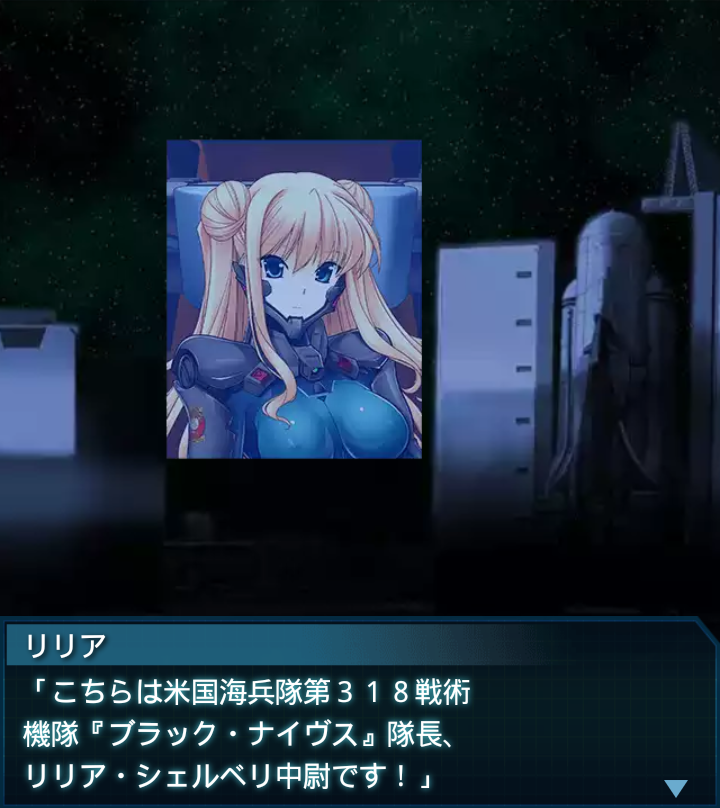 リリア
「こちらは米国海兵隊第３１８戦術
機隊『ブラック・ナイヴス』隊長、
リリア・シェルベリ中尉です！」